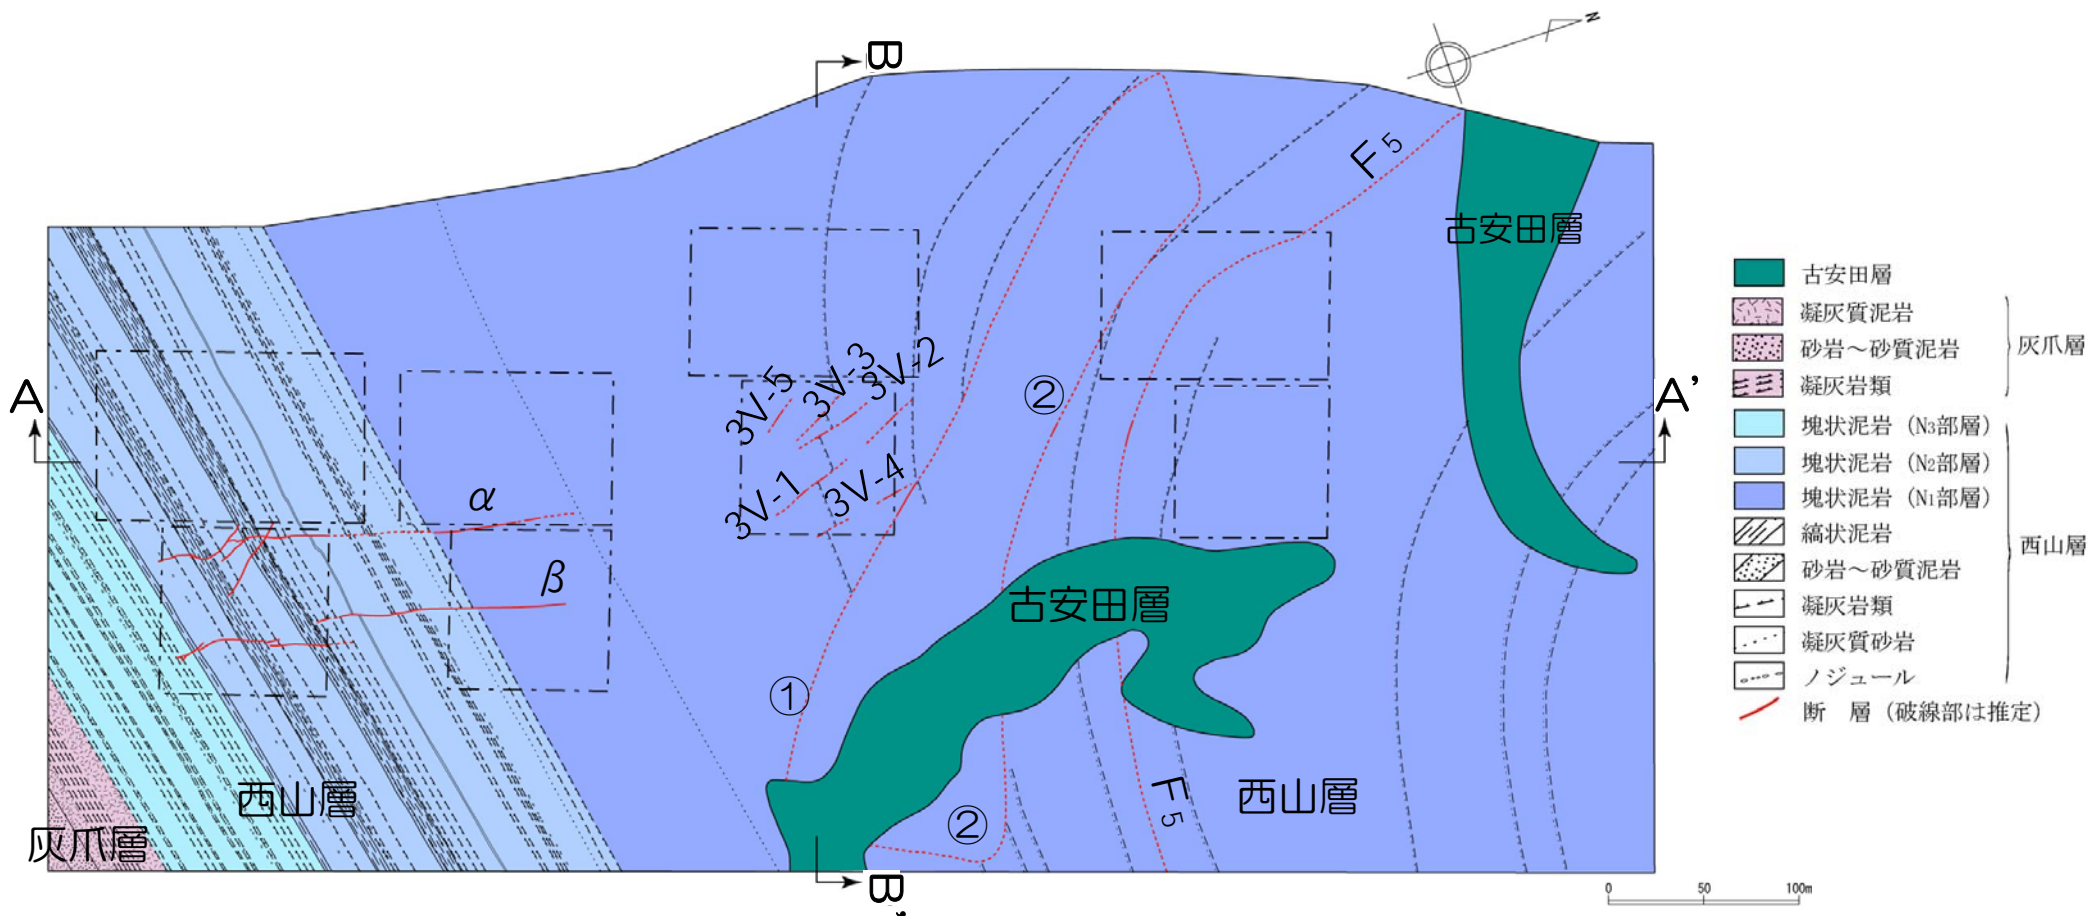 B
N
F5
古安田層
A
A'
3V-5
3V-3
3V-2
②
α
3V-1
3V-4
β
古安田層
①
②
F5
西山層
西山層
灰爪層
B'
古安田層
凝灰質泥岩
砂岩～砂質泥岩
凝灰岩類
灰爪層
塊状泥岩（N3部層）
塊状泥岩（N2部層）
塊状泥岩（N1部層）
縞状泥岩
砂岩～砂質泥岩
凝灰岩類
凝灰質砂岩
ノジュール
西山層
断　層（破線部は推定）
0 50 100m